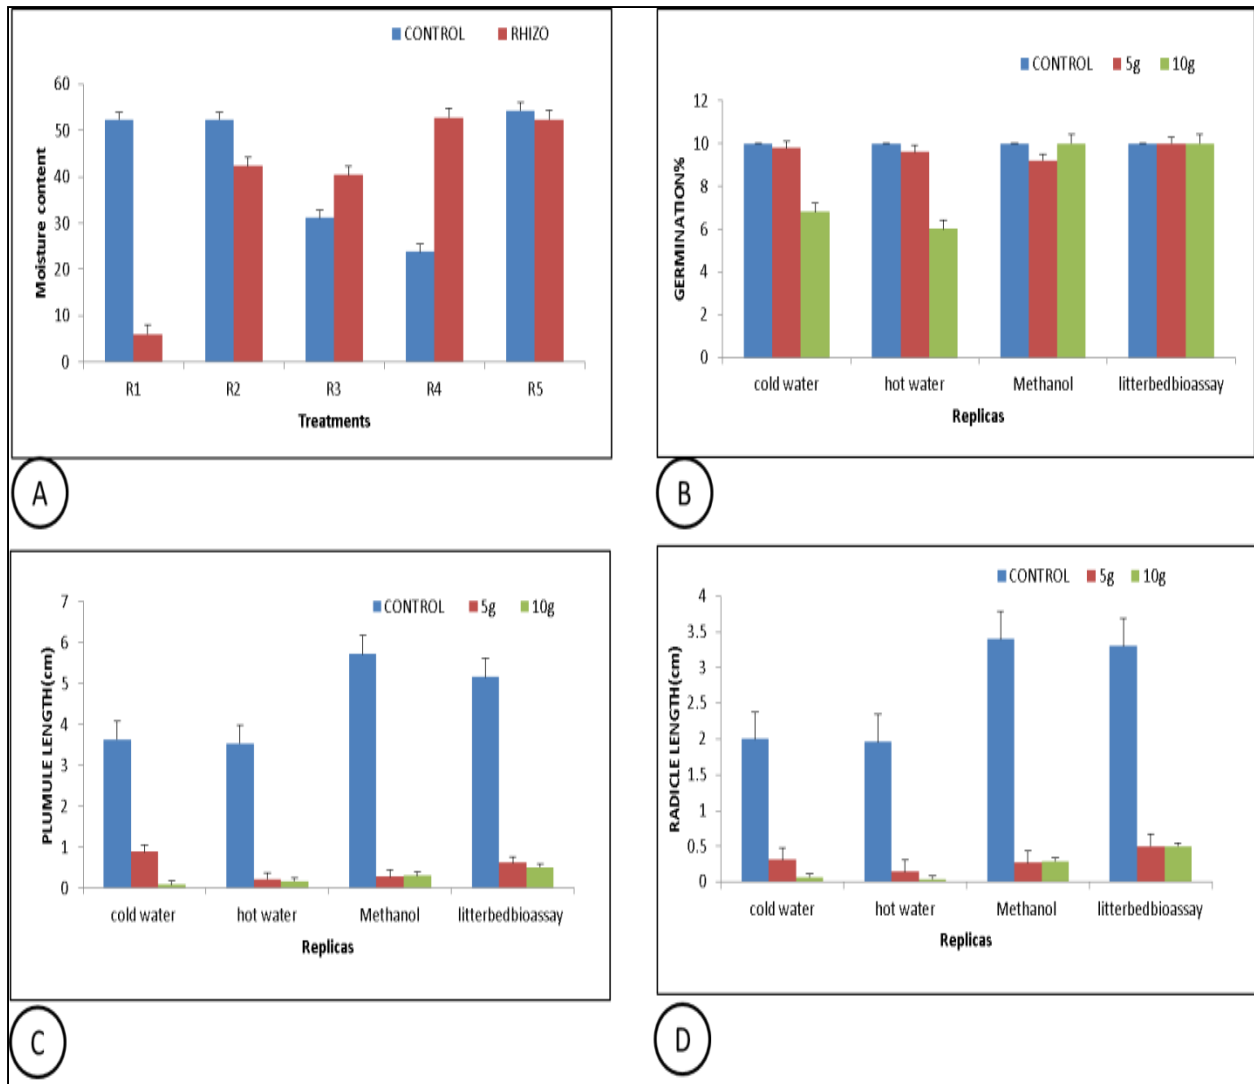 CONTROL RHIZO
Moisture content
60
50
40
30
20
10
0
R1 R2 R3 R4 R5
Treatments
A
CONTROL 5g 10g
GERMINATION%
12
10
8
6
4
2
0
cold water hot water Methanol litterbedbioassay
Replicas
B
CONTROL 5g 10g
PLUMULE LENGTH(cm)
7
6
5
4
3
2
1
0
cold water hot water Methanol litterbedbioassay
Replicas
C
CONTROL 5g 10g
RADICLE LENGTH(cm)
4
3.5
3
2.5
2
1.5
1
0.5
0
cold water hot water Methanol litterbedbioassay
Replicas
D